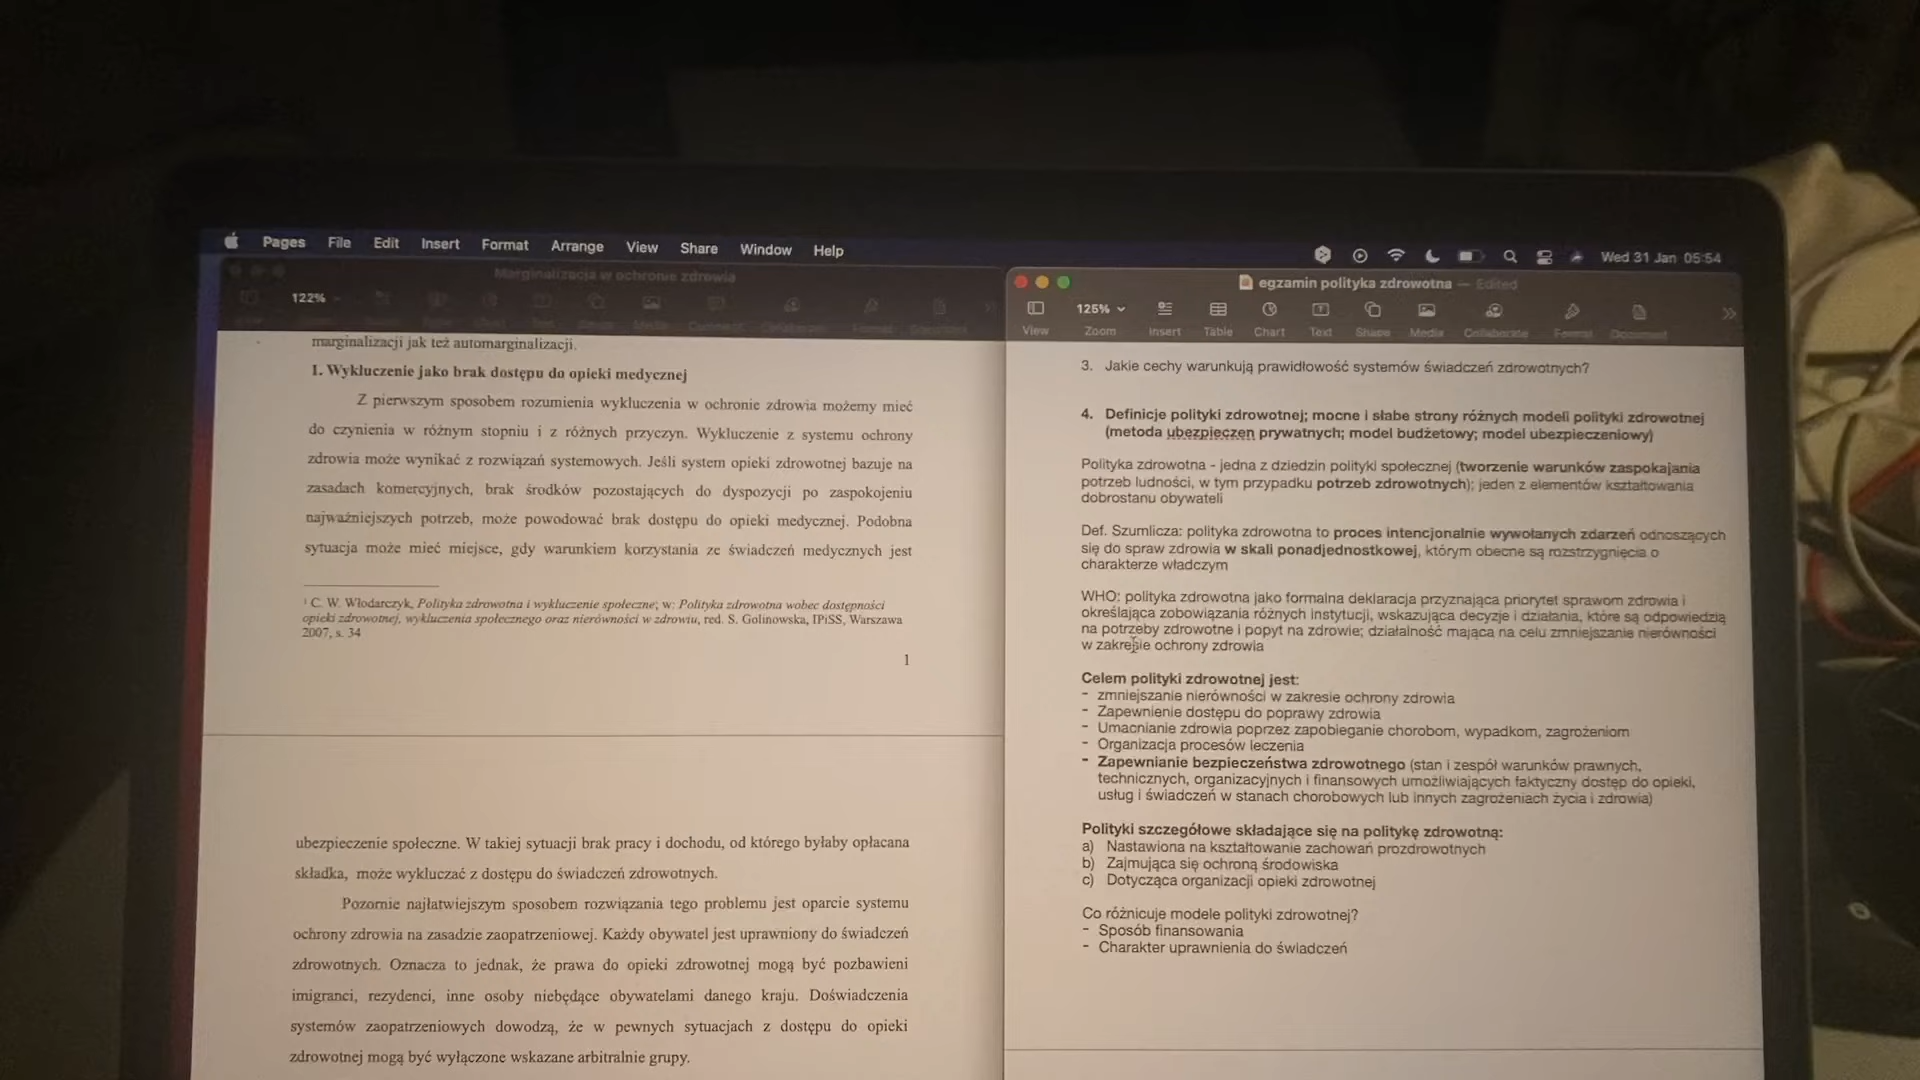 Pages File Edit Insert Format Arrange View Share Window Help
Wed 31 Jan 05:54
Marginalizacja w ochronie zdrowia
122%
marginalizacji jak też automarginalizacji.
1. Wykluczenie jako brak dostępu do opieki medycznej
Z pierwszym sposobem rozumienia wykluczenia w ochronie zdrowia możemy mieć
do czynienia w różnym stopniu i z różnych przyczyn. Wykluczenie z systemu ochrony
zdrowia może wynikać z rozwiązań systemowych. Jeśli system opieki zdrowotnej bazuje na
zasadach komercyjnych, brak środków pozostających do dyspozycji po zaspokojeniu
najważniejszych potrzeb, może powodować brak dostępu do opieki medycznej. Podobna
sytuacja może mieć miejsce, gdy warunkiem korzystania ze świadczeń medycznych jest
1 C. W. Włodarczyk, Polityka zdrowotna i wykluczenie społeczne; w: Polityka zdrowotna wobec dostępności
opieki zdrowotnej, wykluczenia społecznego oraz nierówności w zdrowiu, red. S. Golinowska, IPiSS, Warszawa
2007, s. 34
1
ubezpieczenie społeczne. W takiej sytuacji brak pracy i dochodu, od którego byłaby opłacana
składka, może wykluczać z dostępu do świadczeń zdrowotnych.
Pozornie najłatwiejszym sposobem rozwiązania tego problemu jest oparcie systemu
ochrony zdrowia na zasadzie zaopatrzeniowej. Każdy obywatel jest uprawniony do świadczeń
zdrowotnych. Oznacza to jednak, że prawa do opieki zdrowotnej mogą być pozbawieni
imigranci, rezydenci, inne osoby niebędące obywatelami danego kraju. Doświadczenia
systemów zaopatrzeniowych dowodzą, że w pewnych sytuacjach z dostępu do opieki
zdrowotnej mogą być wyłączone wskazane arbitralnie grupy.
egzamin polityka zdrowotna — Edited
125%
View Zoom Insert Table Chart Text Shape Media Collaborate Format Document
3. Jakie cechy warunkują prawidłowość systemów świadczeń zdrowotnych?
4. Definicje polityki zdrowotnej; mocne i słabe strony różnych modeli polityki zdrowotnej
(metoda ubezpieczen prywatnych; model budżetowy; model ubezpieczeniowy)
Polityka zdrowotna - jedna z dziedzin polityki społecznej (tworzenie warunków zaspokajania
potrzeb ludności, w tym przypadku potrzeb zdrowotnych); jeden z elementów kształtowania
dobrostanu obywateli
Def. Szumlicza: polityka zdrowotna to proces intencjonalnie wywołanych zdarzeń odnoszących
się do spraw zdrowia w skali ponadjednostkowej, którym obecne są rozstrzygnięcia o
charakterze władczym
WHO: polityka zdrowotna jako formalna deklaracja przyznająca priorytet sprawom zdrowia i
określająca zobowiązania różnych instytucji, wskazująca decyzje i działania, które są odpowiedzią
na potrzeby zdrowotne i popyt na zdrowie; działalność mająca na celu zmniejszanie nierówności
w zakresie ochrony zdrowia
Celem polityki zdrowotnej jest:
- zmniejszanie nierówności w zakresie ochrony zdrowia
- Zapewnienie dostępu do poprawy zdrowia
- Umacnianie zdrowia poprzez zapobieganie chorobom, wypadkom, zagrożeniom
- Organizacja procesów leczenia
- Zapewnianie bezpieczeństwa zdrowotnego (stan i zespół warunków prawnych,
technicznych, organizacyjnych i finansowych umożliwiających faktyczny dostęp do opieki,
usług i świadczeń w stanach chorobowych lub innych zagrożeniach życia i zdrowia)
Polityki szczegółowe składające się na politykę zdrowotną:
a) Nastawiona na kształtowanie zachowań prozdrowotnych
b) Zajmująca się ochroną środowiska
c) Dotycząca organizacji opieki zdrowotnej
Co różnicuje modele polityki zdrowotnej?
- Sposób finansowania
- Charakter uprawnienia do świadczeń